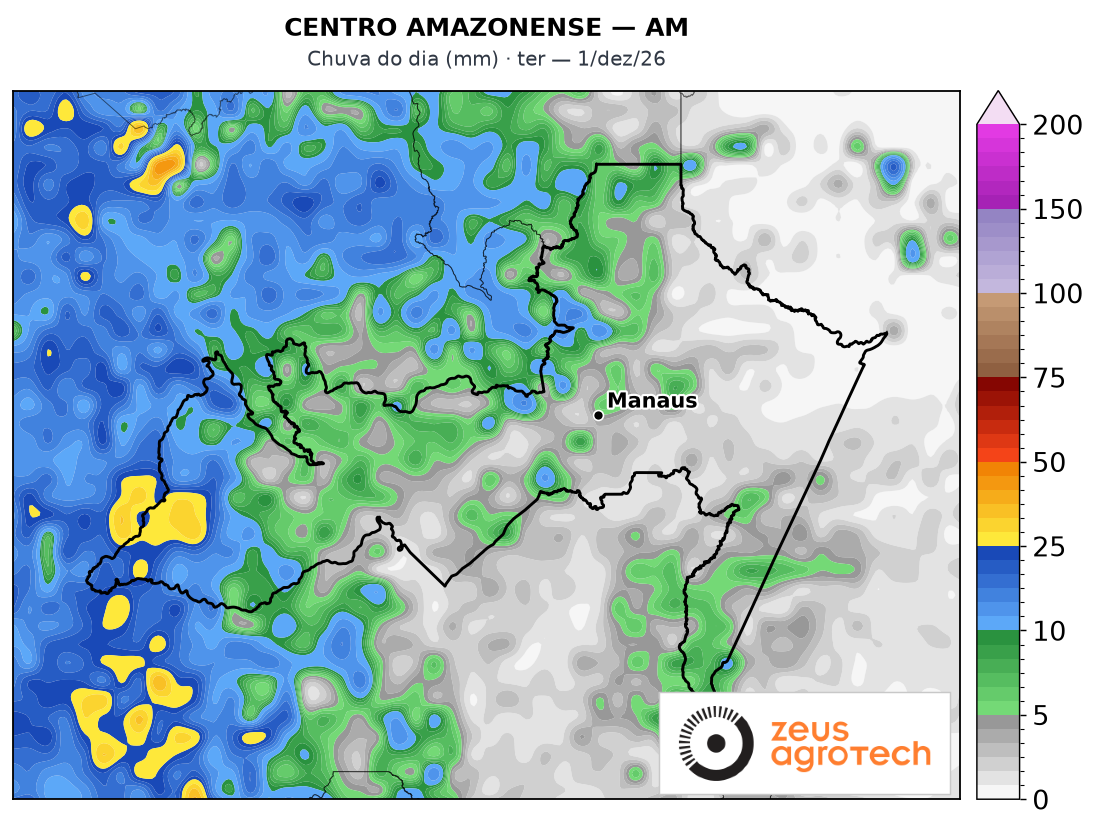 CENTRO AMAZONENSE — AM
Chuva do dia (mm) · ter — 1/dez/26
Manaus
200
150
100
75
50
25
10
5
0
zeus
agrotech